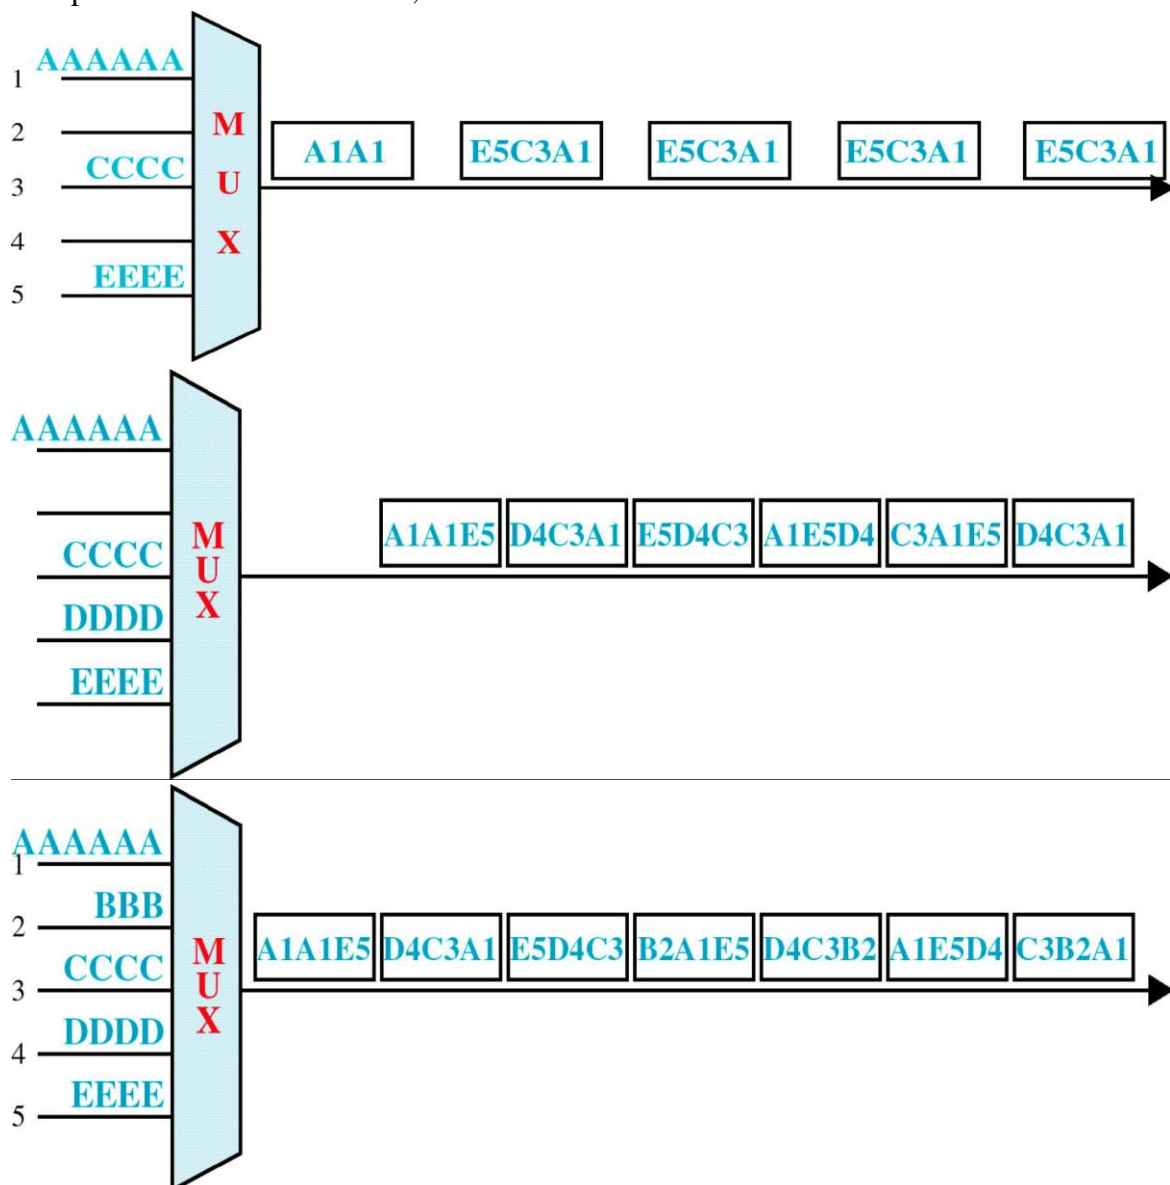 AAAAAA
1
M
2
A1A1 E5C3A1 E5C3A1 E5C3A1 E5C3A1
CCCC
3
U
4
X
EEEE
5
AAAAAA
M
A1A1E5 D4C3A1 E5D4C3 A1E5D4 C3A1E5 D4C3A1
CCCC
U
X
DDDD
EEEE
AAAAAA
1
BBB
2
M
A1A1E5 D4C3A1 E5D4C3 B2A1E5 D4C3B2 A1E5D4 C3B2A1
CCCC
U
3
X
DDDD
4
EEEE
5